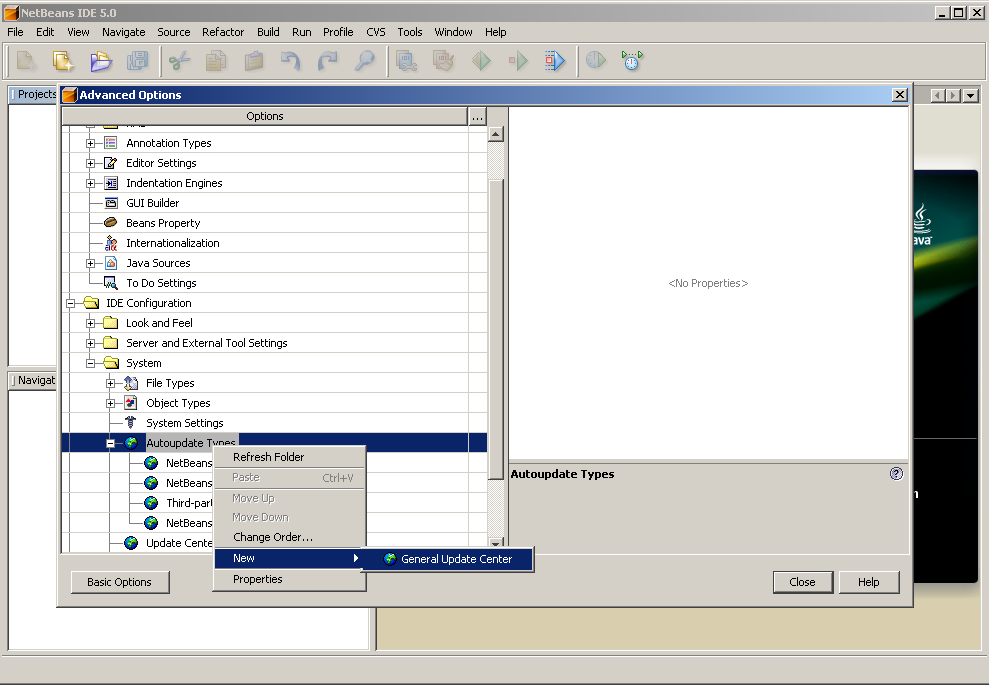 NetBeans IDE 5.0
File Edit View Navigate Source Refactor Build Run Profile CVS Tools Window Help
Projects
Advanced Options
Options
...
Annotation Types
Editor Settings
Indentation Engines
GUI Builder
Beans Property
Internationalization
Java Sources
To Do Settings
IDE Configuration
Look and Feel
Server and External Tool Settings
System
File Types
Object Types
System Settings
Autoupdate Types
NetBeans
NetBeans
Third-part
NetBeans
Update Cente
<No Properties>
Autoupdate Types
Navigat
Refresh Folder
Paste Ctrl+V
Move Up
Move Down
Change Order...
New
General Update Center
Properties
Basic Options
Close
Help